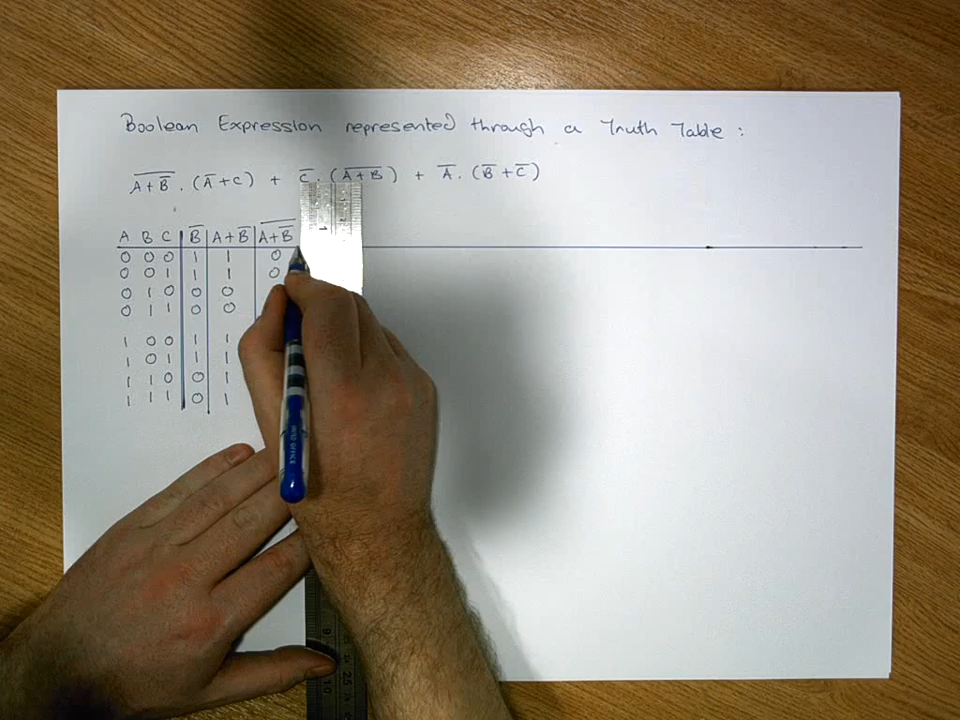 Boolean Expression represented through a Truth Table :
A̅+̅B̅̅ . (A̅ + C) + C̅ . (A̅+̅B̅) + A̅ . (B̅ + C̅)
A B C B̅ A + B̅ A̅+̅B̅̅
0 0 0 1 1 0
0 0 1 1 1 0
0 1 0 0 0
0 1 1 0 0
1 0 0 1 1
1 0 1 1 1
1 1 0 0 1
1 1 1 0 1